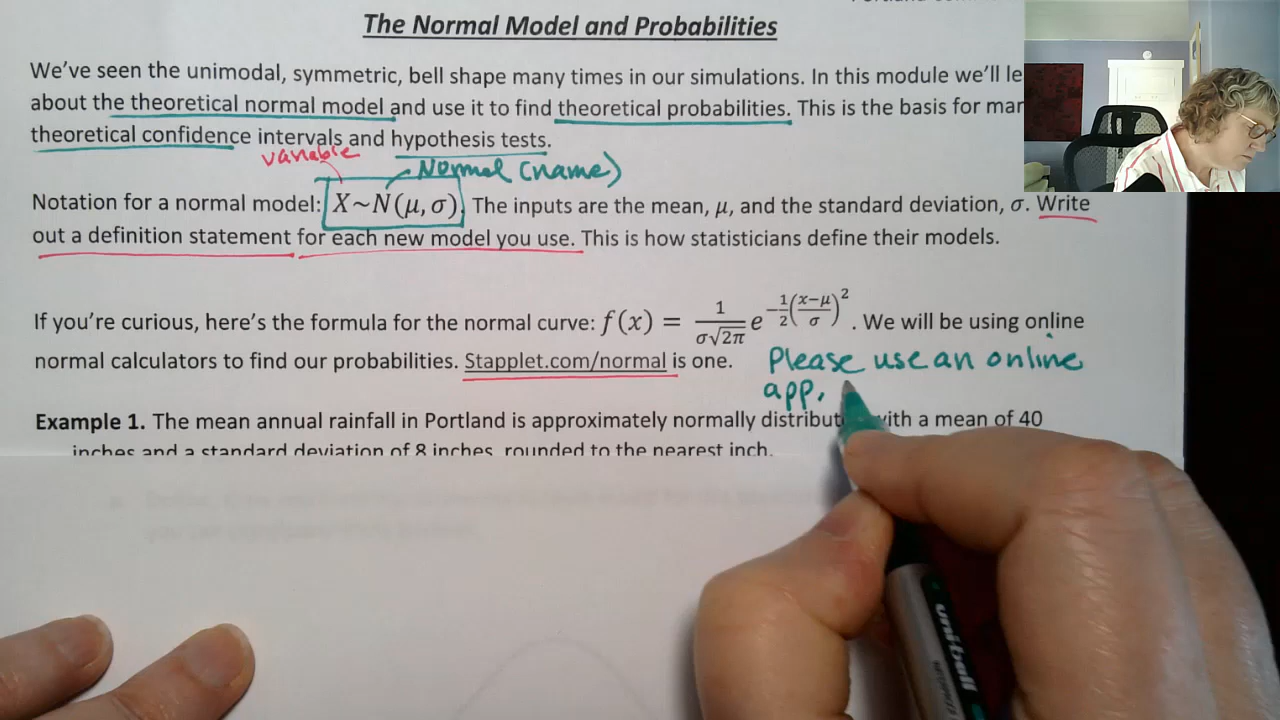 The Normal Model and Probabilities
We've seen the unimodal, symmetric, bell shape many times in our simulations. In this module we'll
about the theoretical normal model and use it to find theoretical probabilities. This is the basis for
theoretical confidence intervals and hypothesis tests.
variable
Normal (name)
Notation for a normal model: X~N(μ, σ). The inputs are the mean, μ, and the standard deviation, σ. Write
out a definition statement for each new model you use. This is how statisticians define their models.
If you're curious, here's the formula for the normal curve: f(x) = 1/(σ√2π) e^(-1/2((x-μ)/σ)^2). We will be using online
normal calculators to find our probabilities. Stapplet.com/normal is one. Please use an online
app.
Example 1. The mean annual rainfall in Portland is approximately normally with a mean of 40
inches and a standard deviation of 8 inches, rounded to the nearest inch.
uni-ball